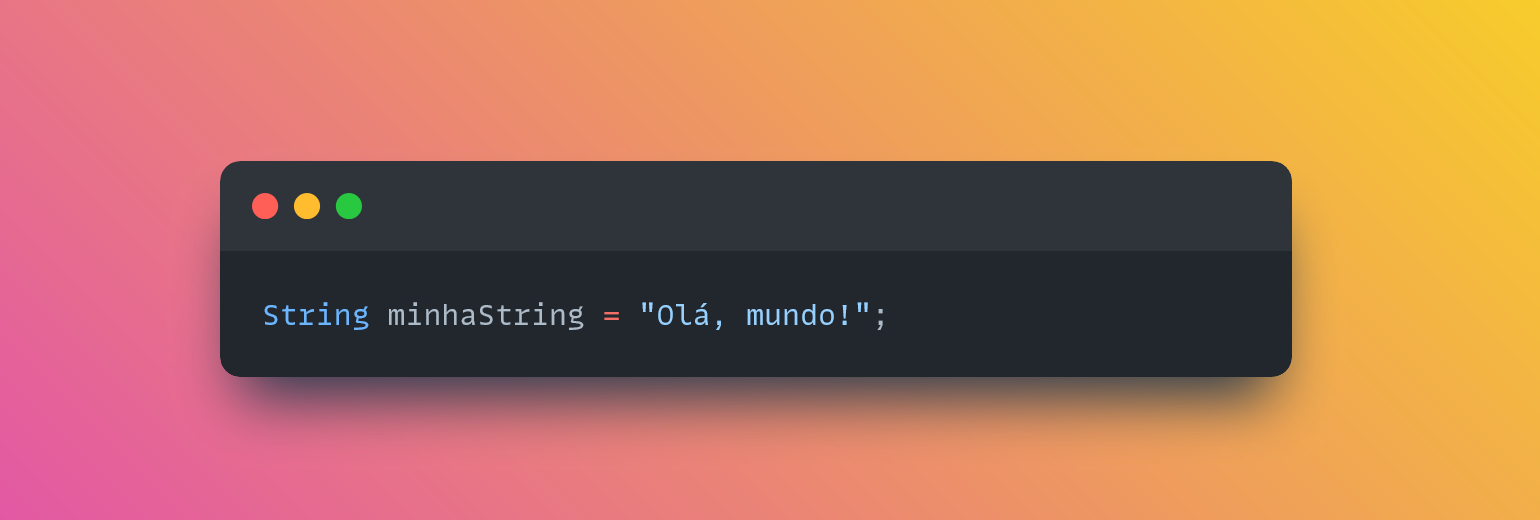 String minhaString = "Olá, mundo!";